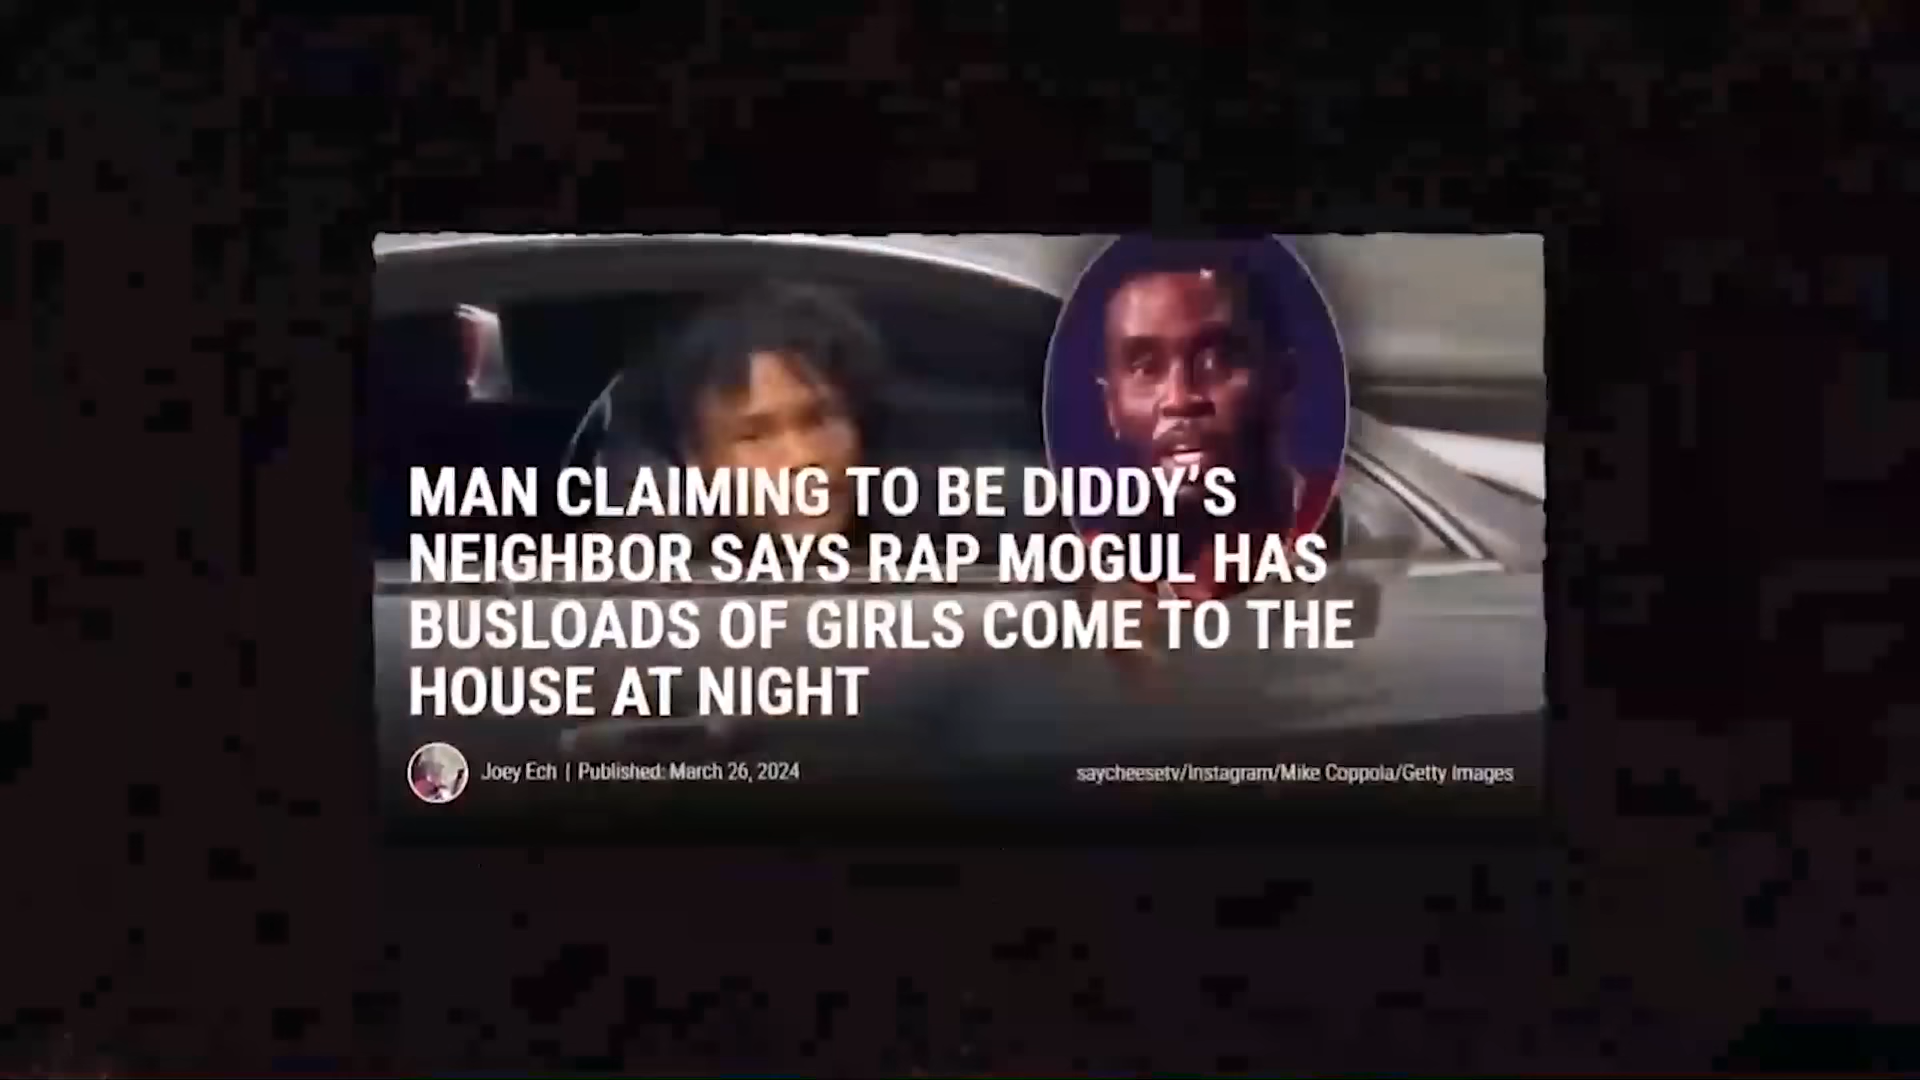 MAN CLAIMING TO BE DIDDY'S
NEIGHBOR SAYS RAP MOGUL HAS
BUSLOADS OF GIRLS COME TO THE
HOUSE AT NIGHT
Joey Ech | Published: March 26, 2024
saycheesetv/Instagram/Mike Coppola/Getty Images